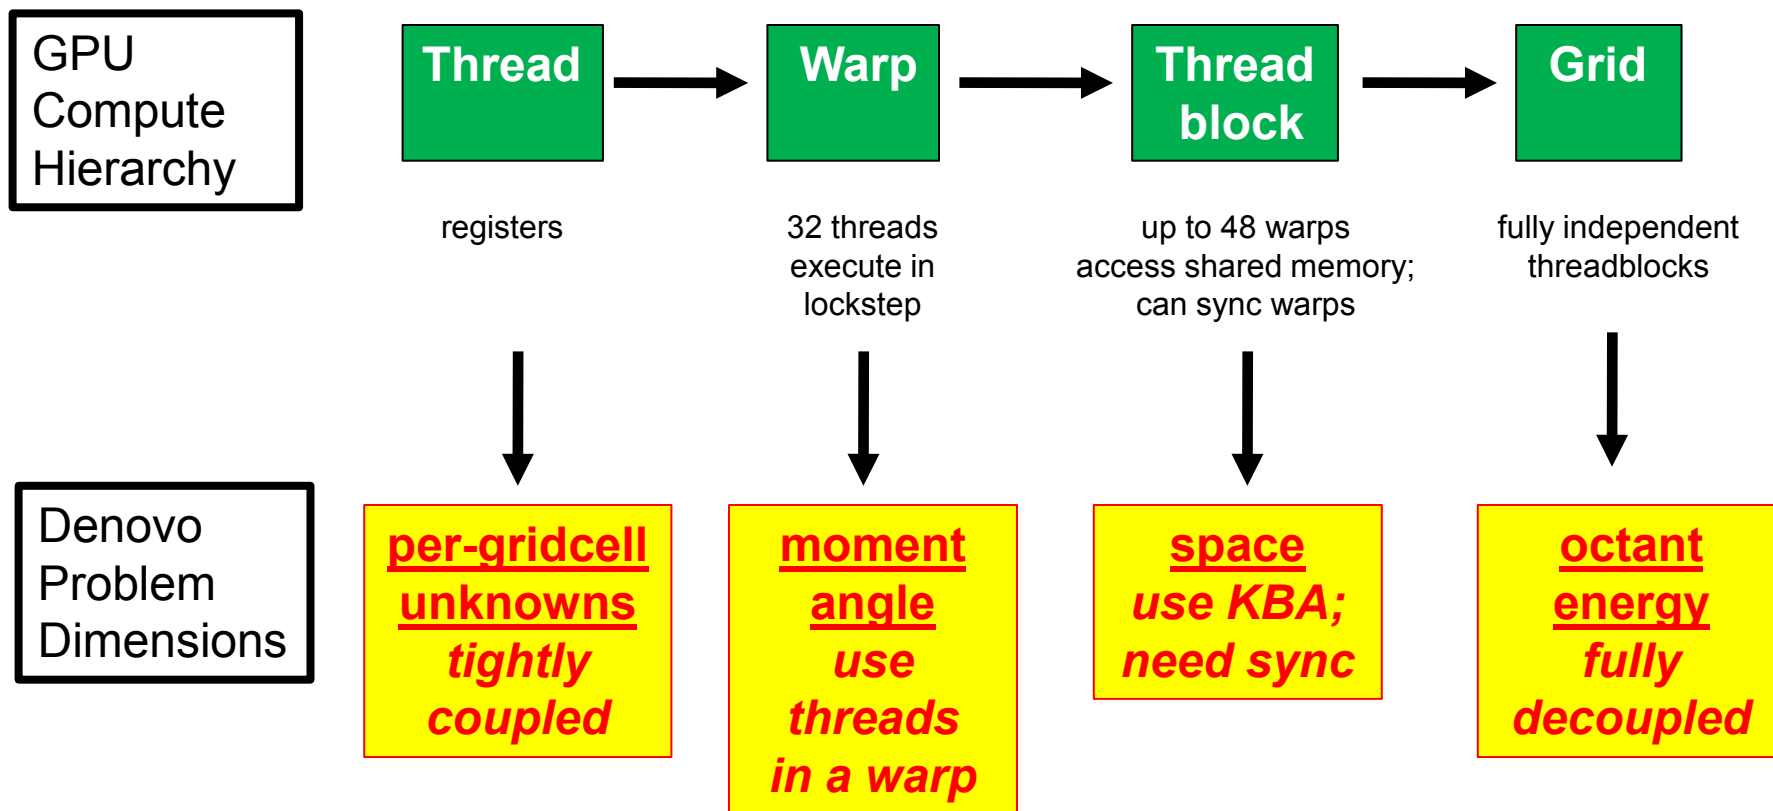 GPU
Compute
Hierarchy
Thread
Warp
Thread
block
Grid
registers
32 threads
execute in
lockstep
up to 48 warps
access shared memory;
can sync warps
fully independent
threadblocks
Denovo
Problem
Dimensions
per-gridcell
unknowns
tightly
coupled
moment
angle
use
threads
in a warp
space
use KBA;
need sync
octant
energy
fully
decoupled